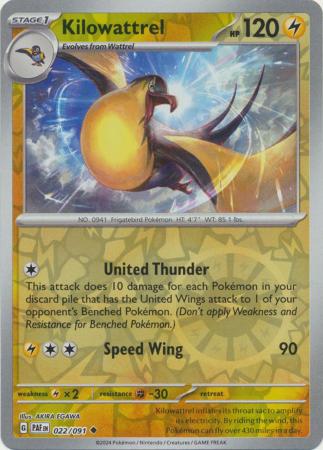 STAGE 1
Kilowattrel
HP 120
Evolves from Wattrel
NO. 0941 Frigatebird Pokémon HT: 4'7" WT: 85.1 lbs.
United Thunder
This attack does 10 damage for each Pokémon in your
discard pile that has the United Wings attack to 1 of
your opponent's Benched Pokémon. (Don't apply Weakness and
Resistance for Benched Pokémon.)
Speed Wing 90
weakness ×2 resistance -30 retreat
Illus. AKIRA EGAWA
G PAF EN 022/091
Kilowattrel inflates its throat sac to amplify
its electricity. By riding the wind, this
Pokémon can fly over 430 miles in a day.
©2024 Pokémon / Nintendo / Creatures / GAME FREAK